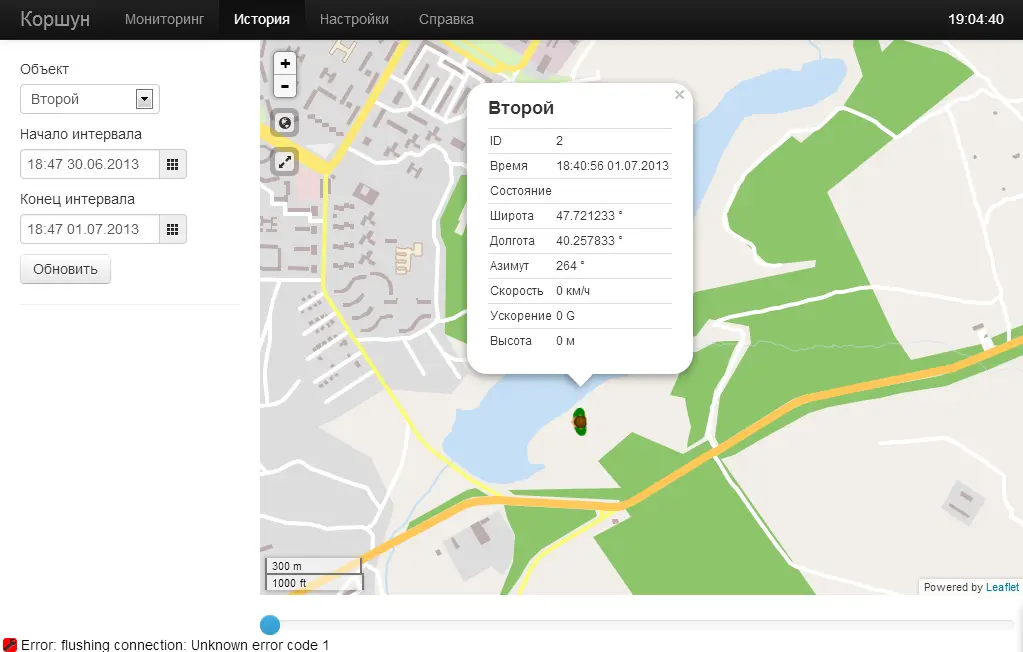 Коршун Мониторинг История Настройки Справка 19:04:40
Объект
Второй
Начало интервала
18:47 30.06.2013
Конец интервала
18:47 01.07.2013
Обновить
+
-
Второй ×
ID 2
Время 18:40:56 01.07.2013
Состояние
Широта 47.721233 °
Долгота 40.257833 °
Азимут 264 °
Скорость 0 км/ч
Ускорение 0 G
Высота 0 м
300 m
1000 ft
Powered by Leaflet
Error: flushing connection: Unknown error code 1